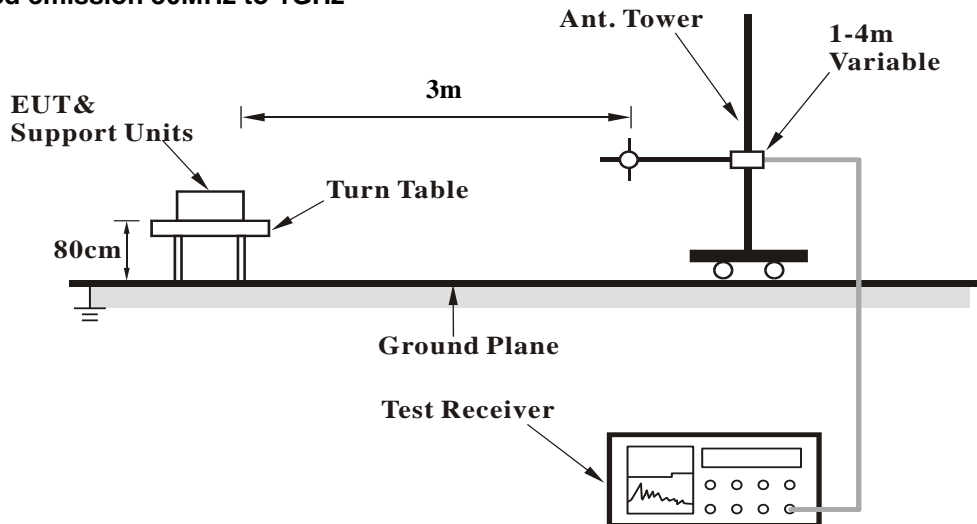 Ant. Tower
1-4m
Variable
3m
EUT&
Support Units
Turn Table
80cm
Ground Plane
Test Receiver